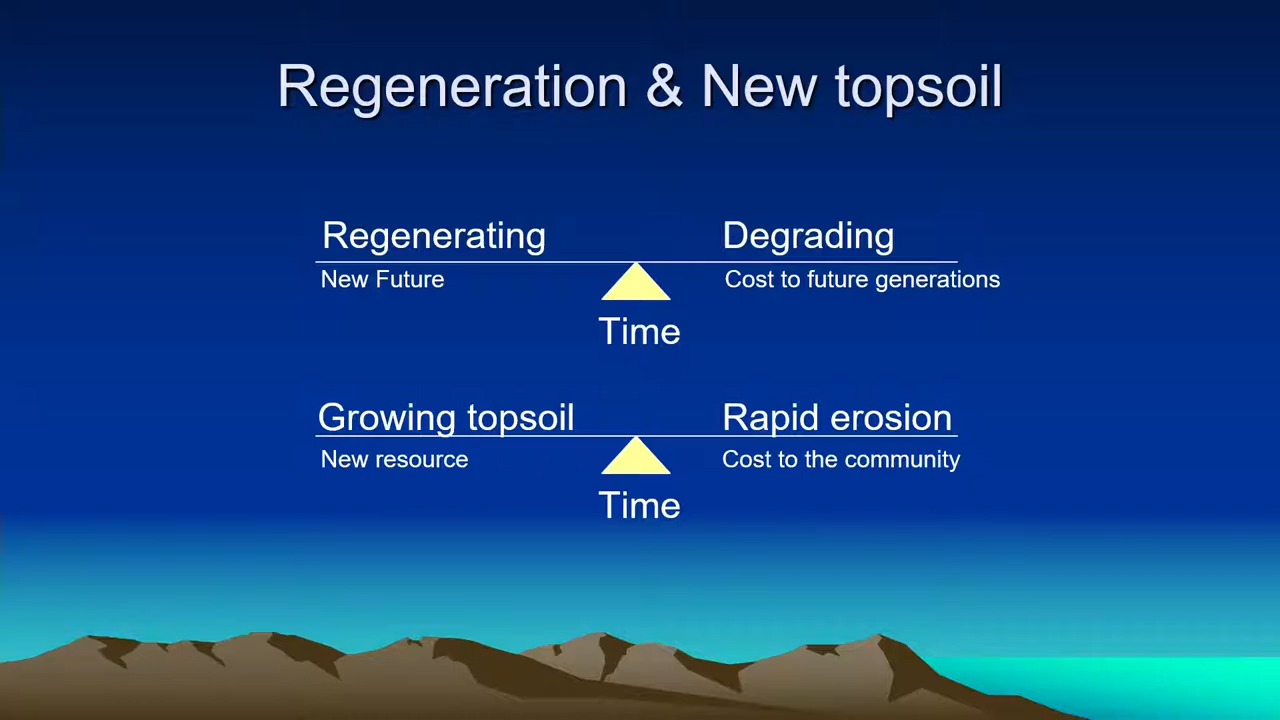 Regeneration & New topsoil
Regenerating
Degrading
New Future
Cost to future generations
Time
Growing topsoil
Rapid erosion
New resource
Cost to the community
Time